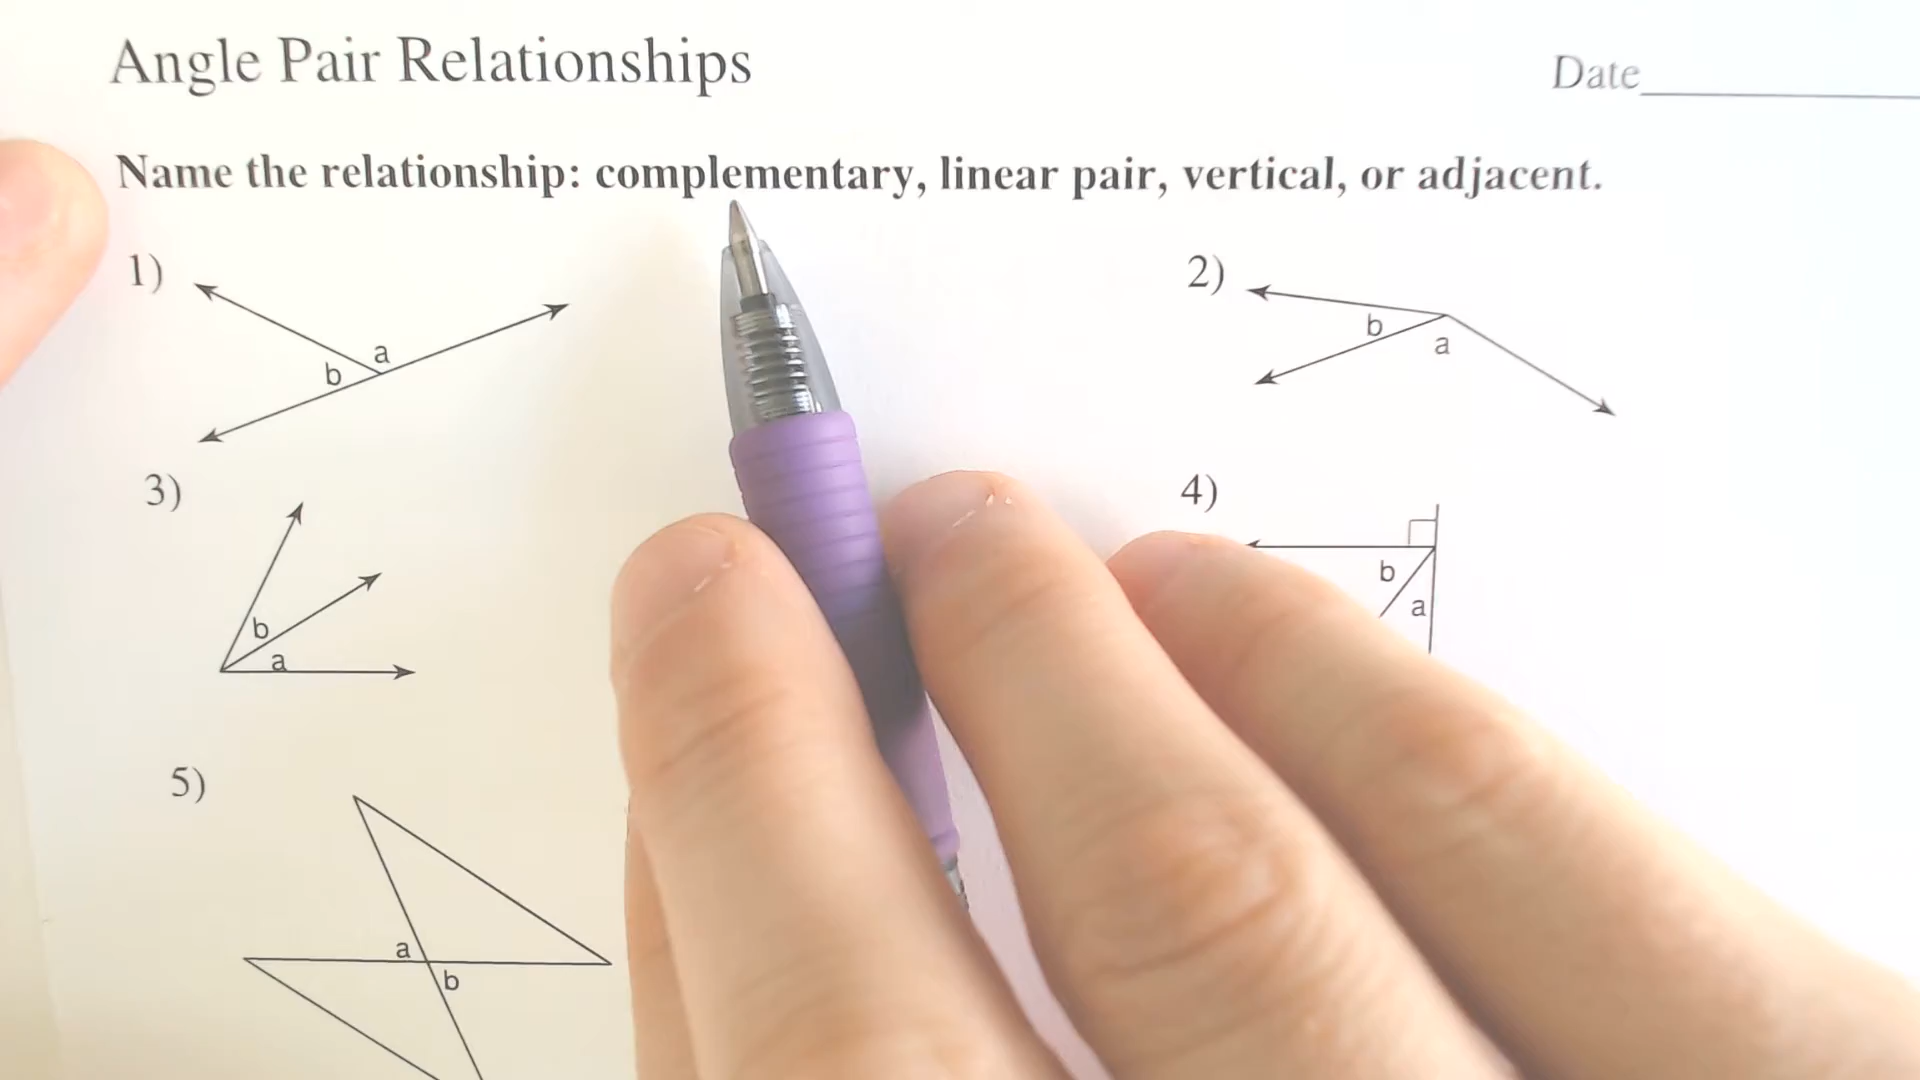 Angle Pair Relationships
Date
Name the relationship: complementary, linear pair, vertical, or adjacent.
1)
a
b
2)
b
a
3)
b
a
4)
b
a
5)
a
b